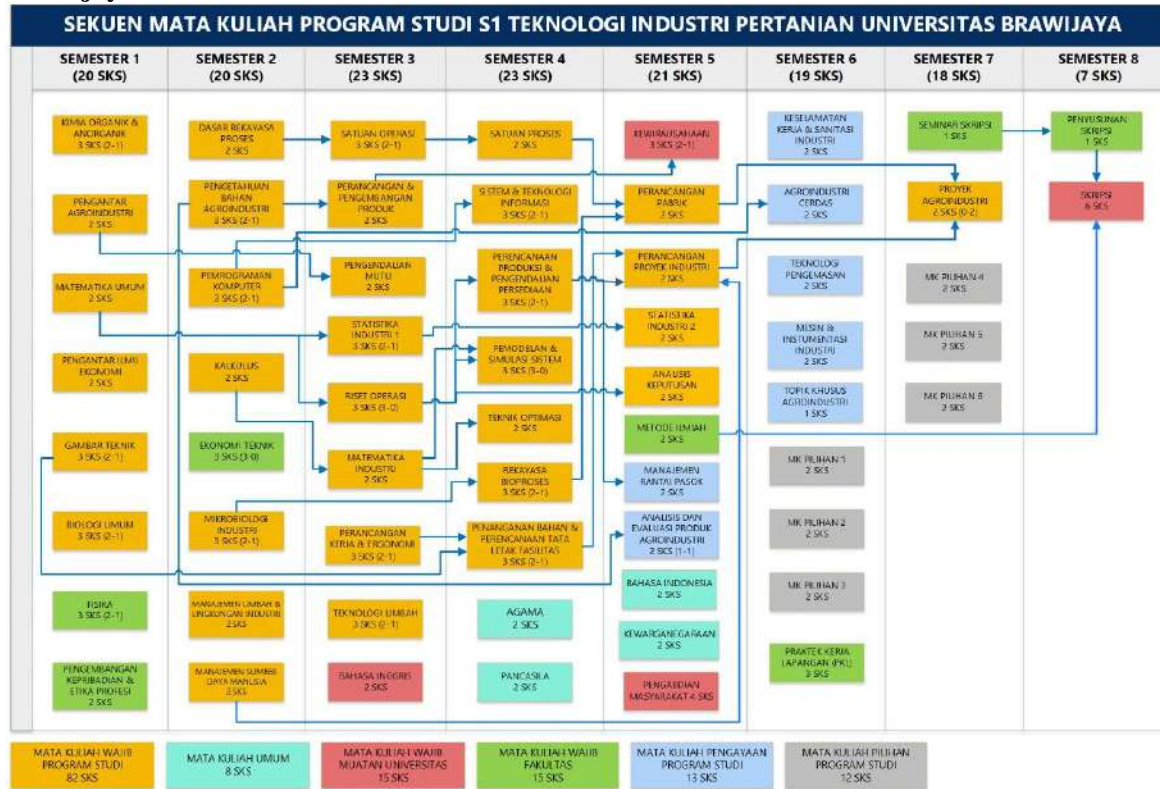 SEKUEN MATA KULIAH PROGRAM STUDI S1 TEKNOLOGI INDUSTRI PERTANIAN UNIVERSITAS BRAWIJAYA
SEMESTER 1
(20 SKS)
SEMESTER 2
(20 SKS)
SEMESTER 3
(23 SKS)
SEMESTER 4
(23 SKS)
SEMESTER 5
(21 SKS)
SEMESTER 6
(19 SKS)
SEMESTER 7
(18 SKS)
SEMESTER 8
(7 SKS)
KIMIA ORGANIK &
ANORGANIK
3 SKS (2-1)
PENGANTAR
AGROINDUSTRI
2 SKS
MATEMATIKA UMUM
2 SKS
PENGANTAR ILMU
EKONOMI
2 SKS
GAMBAR TEKNIK
3 SKS (2-1)
BIOLOGI UMUM
3 SKS (2-1)
FISIKA
3 SKS (2-1)
PENGEMBANGAN
KEPRIBADIAN &
ETIKA PROFESI
2 SKS
DASAR REKAYASA
PROSES
2 SKS
PENGETAHUAN
BAHAN
AGROINDUSTRI
3 SKS (2-1)
PEMROGRAMAN
KOMPUTER
3 SKS (2-1)
KALKULUS
2 SKS
EKONOMI TEKNIK
3 SKS (3-0)
MIKROBIOLOGI
INDUSTRI
3 SKS (2-1)
MANAJEMEN LIMBAH &
LINGKUNGAN INDUSTRI
2 SKS
MANAJEMEN SUMBER
DAYA MANUSIA
2 SKS
SATUAN OPERASI
3 SKS (2-1)
PERANCANGAN &
PENGEMBANGAN
PRODUK
2 SKS
PENGENDALIAN
MUTU
2 SKS
STATISTIKA
INDUSTRI 1
3 SKS (2-1)
RISET OPERASI
3 SKS (3-0)
MATEMATIKA
INDUSTRI
2 SKS
PERANCANGAN
KERJA & ERGONOMI
3 SKS (2-1)
TEKNOLOGI LIMBAH
3 SKS (2-1)
BAHASA INGGRIS
2 SKS
SATUAN PROSES
2 SKS
SISTEM & TEKNOLOGI
INFORMASI
3 SKS (2-1)
PERENCANAAN
PRODUKSI &
PENGENDALIAN
PERSEDIAAN
3 SKS (2-1)
PEMODELAN &
SIMULASI SISTEM
3 SKS (3-0)
TEKNIK OPTIMASI
2 SKS
REKAYASA
BIOPROSES
3 SKS (2-1)
PENANGANAN BAHAN &
PERENCANAAN TATA
LETAK FASILITAS
3 SKS (2-1)
AGAMA
2 SKS
PANCASILA
2 SKS
KEWIRAUSAHAAN
3 SKS (2-1)
PERANCANGAN
PABRIK
2 SKS
PERANCANGAN
PROYEK INDUSTRI
2 SKS
STATISTIKA
INDUSTRI 2
2 SKS
ANALISIS
KEPUTUSAN
2 SKS
METODE ILMIAH
2 SKS
MANAJEMEN
RANTAI PASOK
2 SKS
ANALISIS DAN
EVALUASI PRODUK
AGROINDUSTRI
2 SKS (1-1)
BAHASA INDONESIA
2 SKS
KEWARGANEGARAAN
2 SKS
PENGABDIAN
MASYARAKAT 4 SKS
KESELAMATAN
KERJA & SANITASI
INDUSTRI
2 SKS
AGROINDUSTRI
CERDAS
2 SKS
TEKNOLOGI
PENGEMASAN
2 SKS
MESIN &
INSTUMENTASI
INDUSTRI
2 SKS
TOPIK KHUSUS
AGROINDUSTRI
1 SKS
MK PILIHAN 1
2 SKS
MK PILIHAN 2
2 SKS
MK PILIHAN 3
2 SKS
PRAKTEK KERJA
LAPANGAN (PKL)
3 SKS
SEMINAR SKRIPSI
1 SKS
PROYEK
AGROINDUSTRI
2 SKS (0-2)
MK PILIHAN 4
2 SKS
MK PILIHAN 5
2 SKS
MK PILIHAN 6
2 SKS
PENYUSUNAN
SKRIPSI
1 SKS
SKRIPSI
6 SKS
MATA KULIAH WAJIB
PROGRAM STUDI
82 SKS
MATA KULIAH UMUM
8 SKS
MATA KULIAH WAJIB
MUATAN UNIVERSITAS
15 SKS
MATA KULIAH WAJIB
FAKULTAS
15 SKS
MATA KULIAH PENGAYAAN
PROGRAM STUDI
13 SKS
MATA KULIAH PILIHAN
PROGRAM STUDI
12 SKS